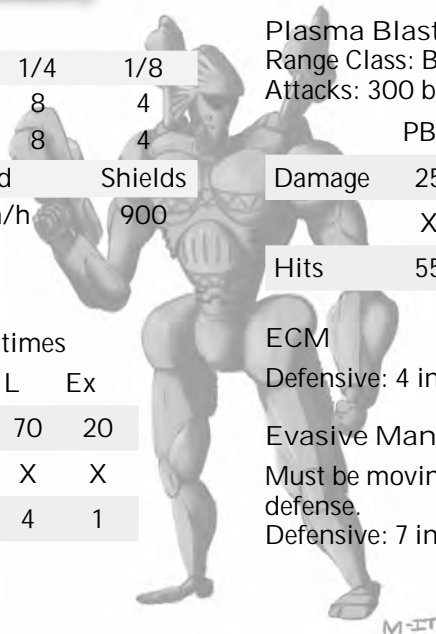 1/4 1/8
8 4
8 4
d Shields
n/h 900
times
L Ex
70 20
X X
4 1
Plasma Blast
Range Class: B
Attacks: 300 b
PB
Damage 25
X
Hits 55
ECM
Defensive: 4 in
Evasive Man
Must be movin
defense.
Defensive: 7 in
M-IT